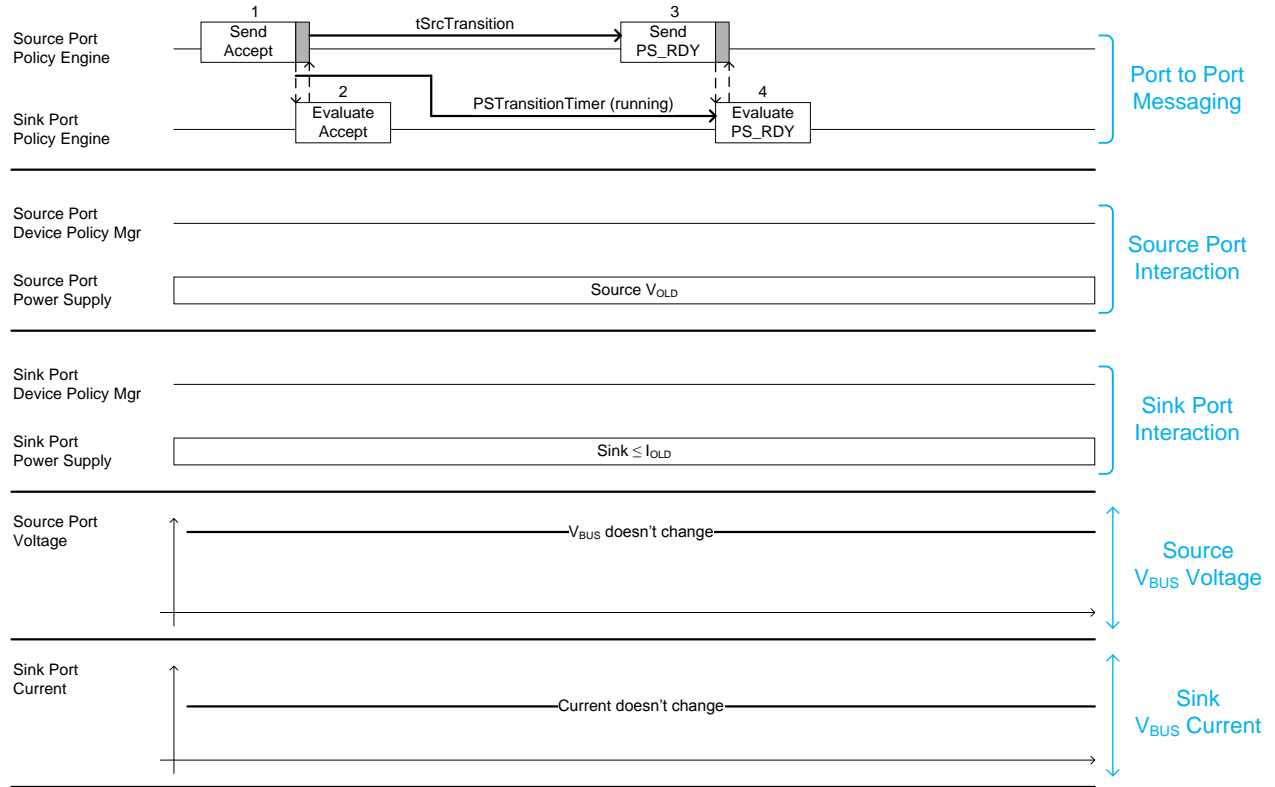 1
tSrcTransition
3
Source Port
Policy Engine
Send
Accept
Send
PS_RDY
Port to Port
Messaging
2
PSTransitionTimer (running)
4
Sink Port
Policy Engine
Evaluate
Accept
Evaluate
PS_RDY
Source Port
Device Policy Mgr
Source Port
Interaction
Source Port
Power Supply
Source VOLD
Sink Port
Device Policy Mgr
Sink Port
Interaction
Sink Port
Power Supply
Sink ≤ IOLD
Source Port
Voltage
VBUS doesn't change
Source
VBUS Voltage
Sink Port
Current
Current doesn't change
Sink
VBUS Current